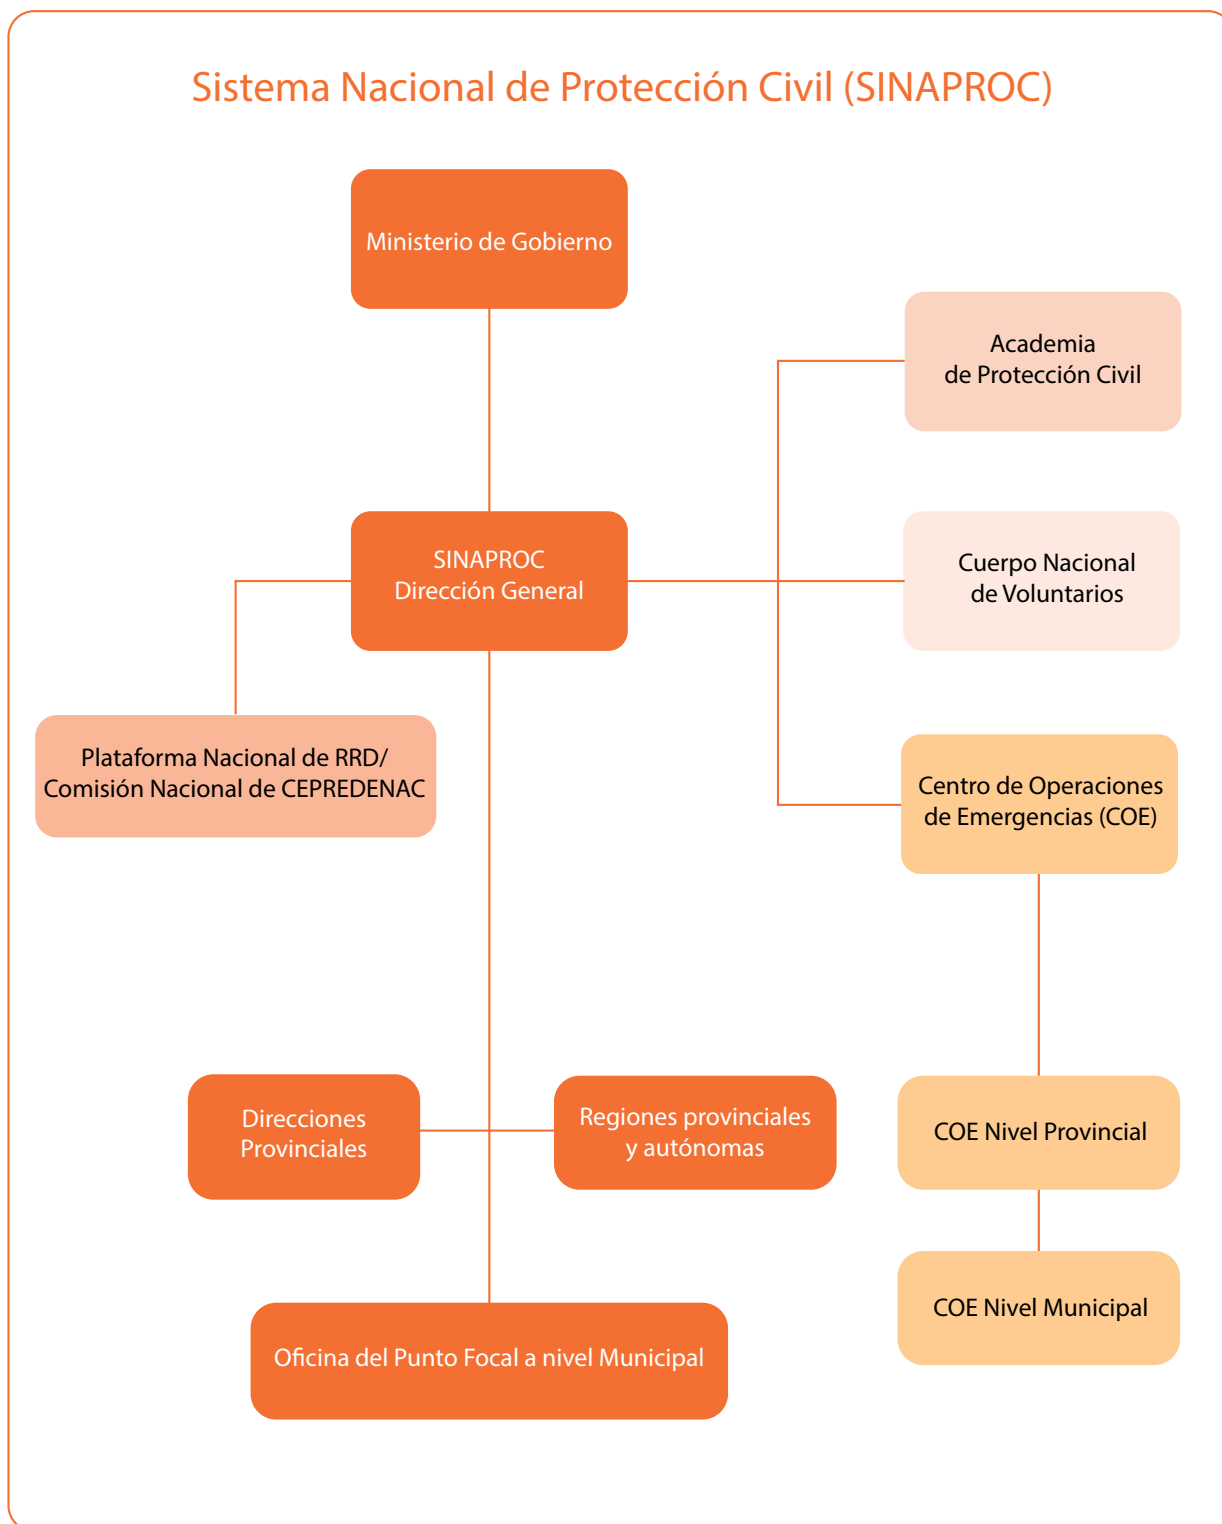 Sistema Nacional de Protección Civil (SINAPROC)
Ministerio de Gobierno
Academia
de Protección Civil
SINAPROC
Dirección General
Cuerpo Nacional
de Voluntarios
Plataforma Nacional de RRD/
Comisión Nacional de CEPREDENAC
Centro de Operaciones
de Emergencias (COE)
Direcciones
Provinciales
Regiones provinciales
y autónomas
COE Nivel Provincial
COE Nivel Municipal
Oficina del Punto Focal a nivel Municipal